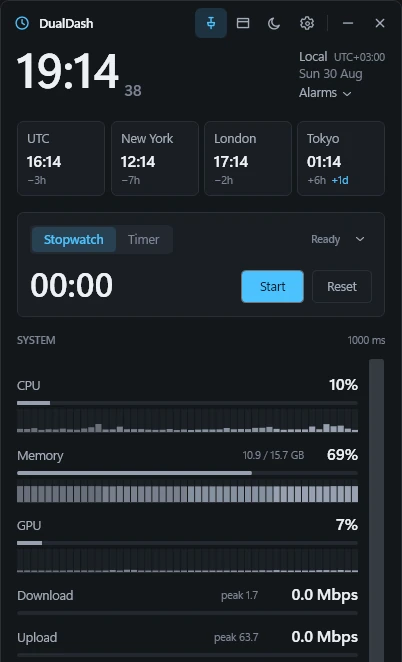 DualDash
19:14 38
Local UTC+03:00
Sun 30 Aug
Alarms
UTC
16:14
−3h
New York
12:14
−7h
London
17:14
−2h
Tokyo
01:14
+6h +1d
Stopwatch Timer Ready
00:00 Start Reset
SYSTEM 1000 ms
CPU 10%
Memory 10.9 / 15.7 GB 69%
GPU 7%
Download peak 1.7 0.0 Mbps
Upload peak 63.7 0.0 Mbps